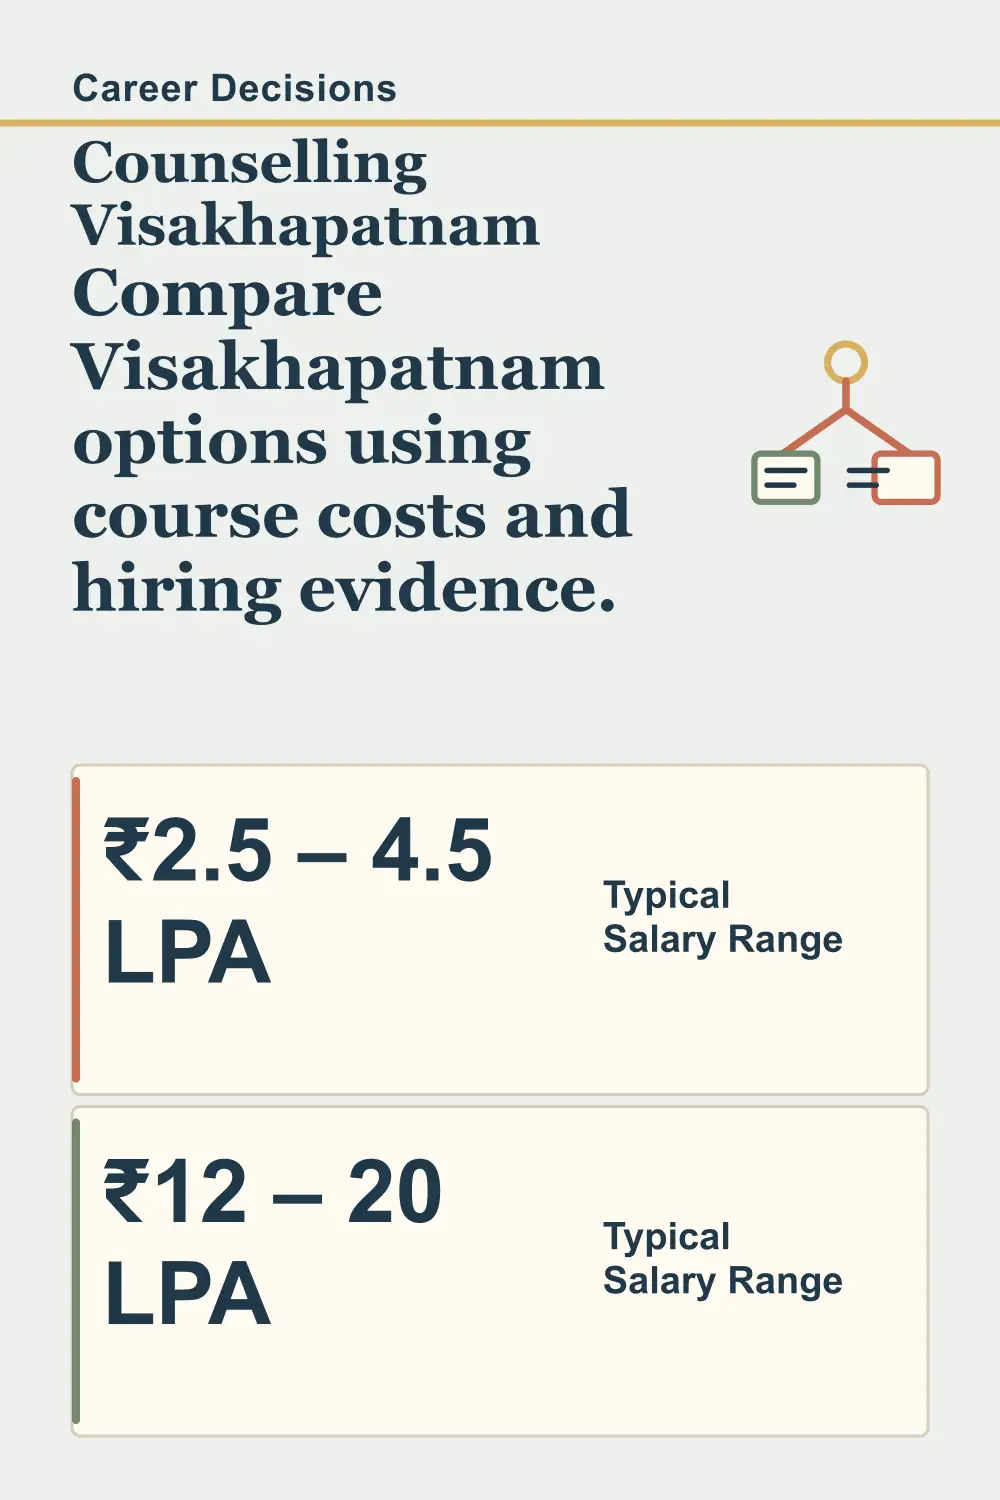 Career Decisions
Counselling
Visakhapatnam
Compare
Visakhapatnam
options using
course costs and
hiring evidence.
₹2.5 – 4.5
LPA
Typical
Salary Range
₹12 – 20
LPA
Typical
Salary Range